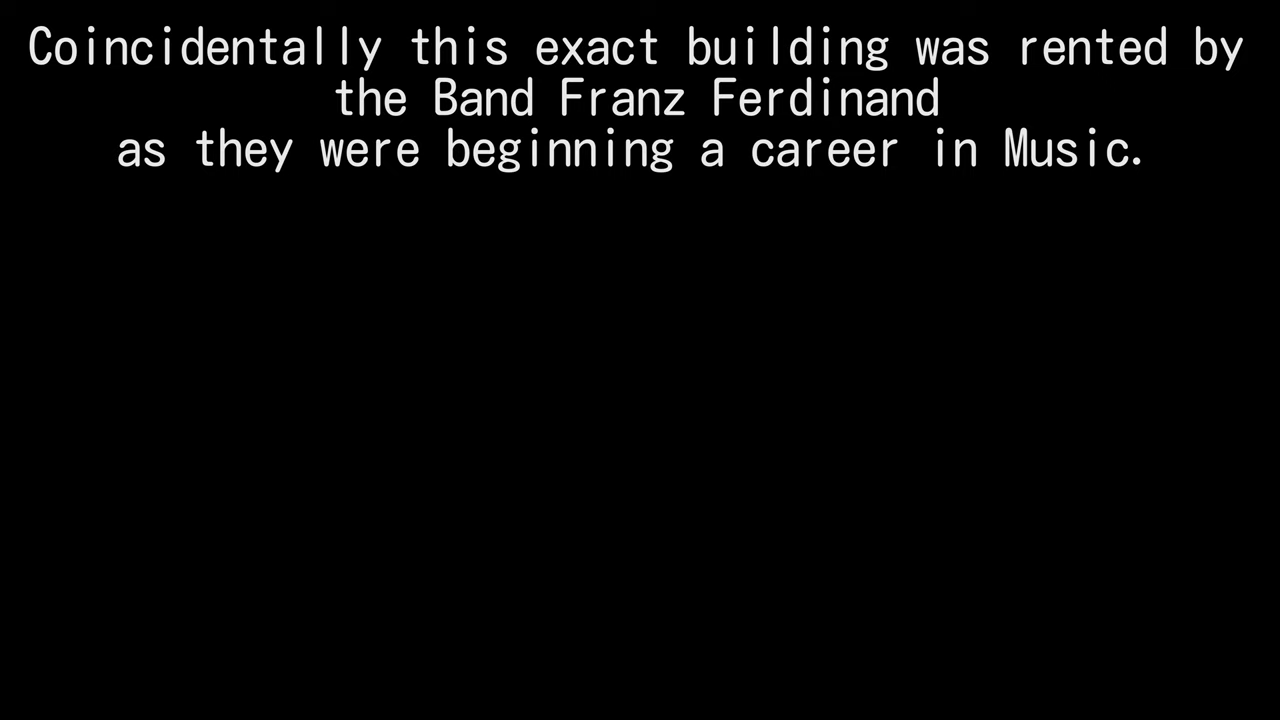 Coincidentally this exact building was rented by
the Band Franz Ferdinand
as they were beginning a career in Music.